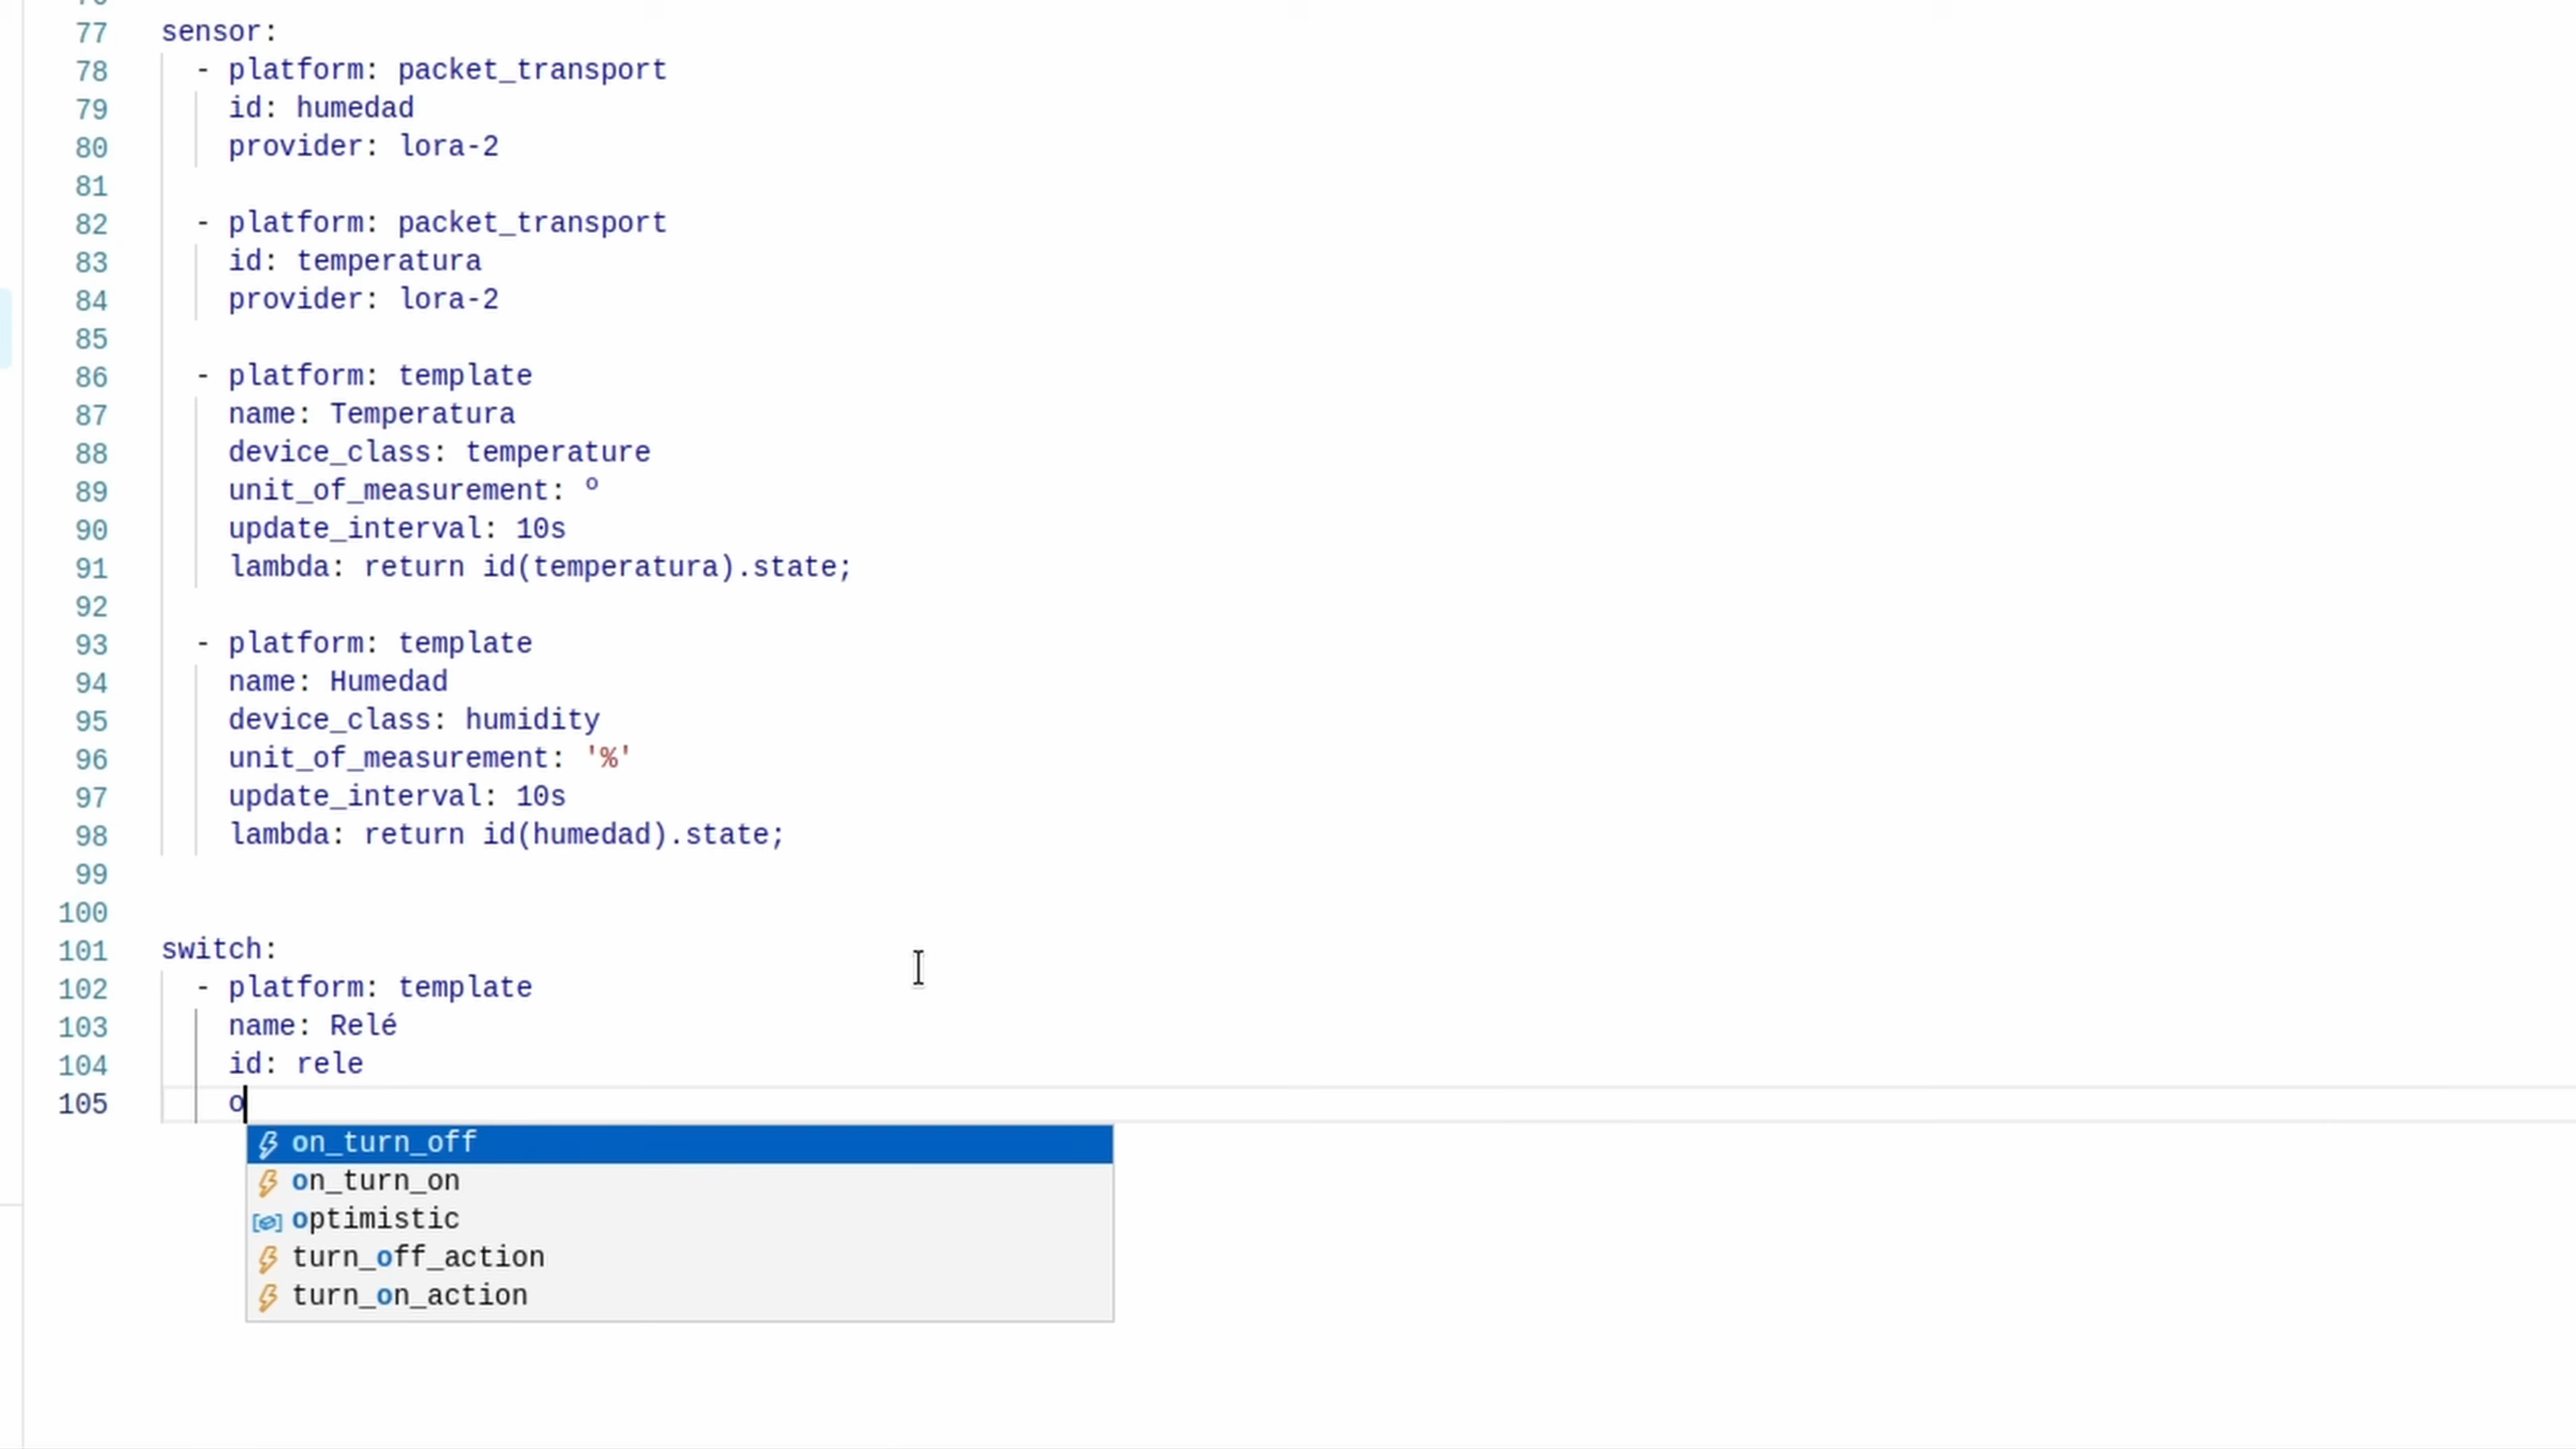 77 sensor:
78 - platform: packet_transport
79 id: humedad
80 provider: lora-2
81
82 - platform: packet_transport
83 id: temperatura
84 provider: lora-2
85
86 - platform: template
87 name: Temperatura
88 device_class: temperature
89 unit_of_measurement: º
90 update_interval: 10s
91 lambda: return id(temperatura).state;
92
93 - platform: template
94 name: Humedad
95 device_class: humidity
96 unit_of_measurement: '%'
97 update_interval: 10s
98 lambda: return id(humedad).state;
99
100
101 switch:
102 - platform: template
103 name: Relé
104 id: rele
105 o
on_turn_off
on_turn_on
optimistic
turn_off_action
turn_on_action